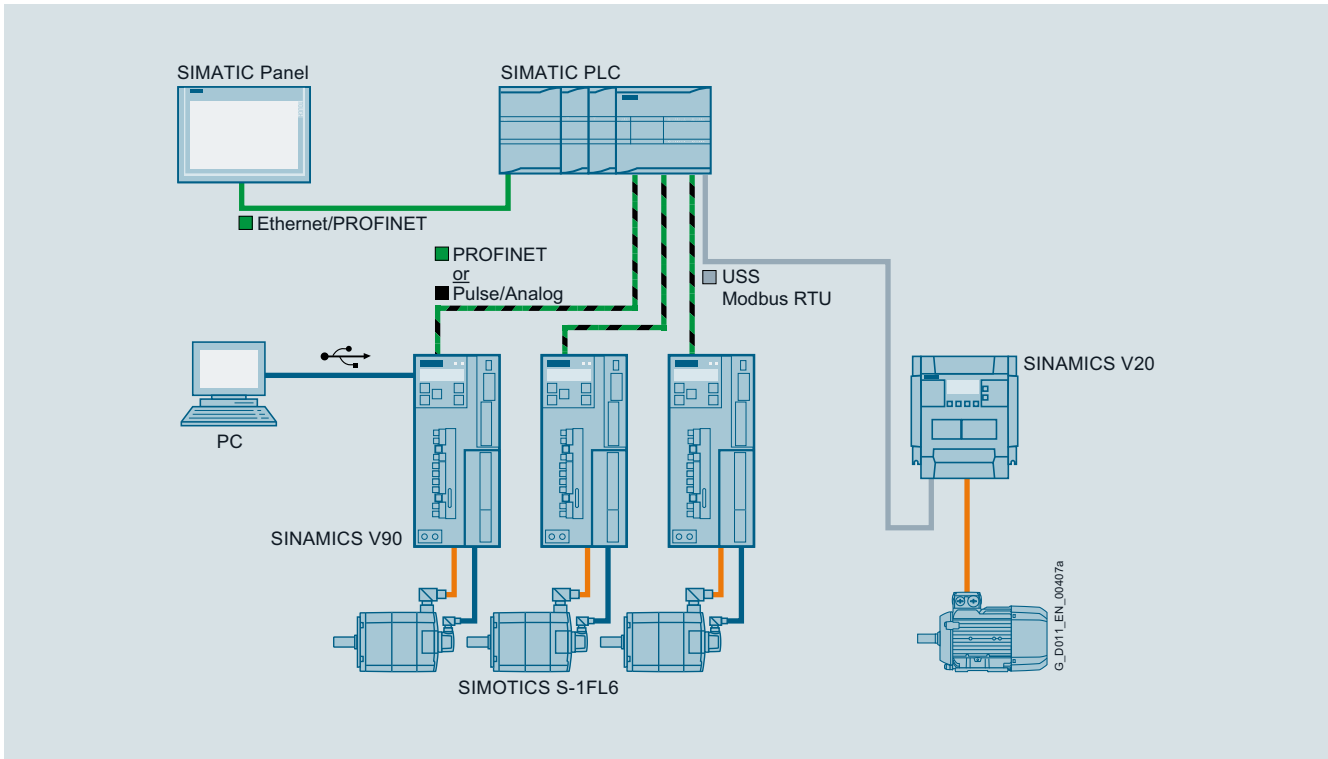 SIMATIC Panel
SIMATIC PLC
Ethernet/PROFINET
PROFINET
or
Pulse/Analog
USS
Modbus RTU
SINAMICS V20
PC
SINAMICS V90
SIMOTICS S-1FL6
G_D011_EN_00407a